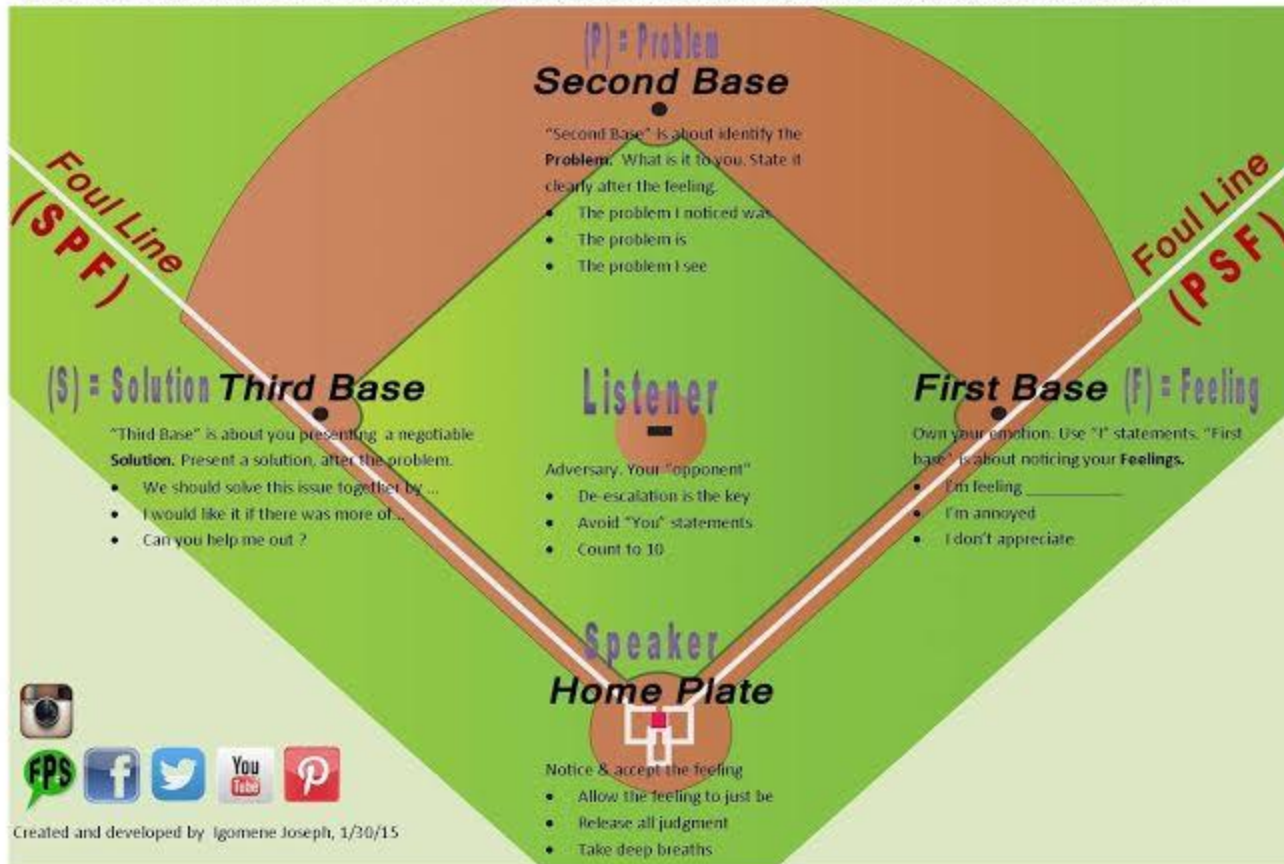 (P) = Problem
Second Base
"Second Base" is about identify the
Problem. What is it to you. State it
clearly after the feeling.
• The problem I noticed was
• The problem is
• The problem I see
Foul Line
(SPF)
Foul Line
(PSF)
(S) = Solution Third Base
"Third Base" is about you presenting a negotiable
Solution. Present a solution, after the problem.
• We should solve this issue together by ...
• I would like it if there was more of...
• Can you help me out ?
Listener
Adversary. Your "opponent"
• De-escalation is the key
• Avoid "You" statements
• Count to 10
First Base (F) = Feeling
Own your emotion. Use "I" statements. "First
base" is about noticing your Feelings.
• I'm feeling ____________
• I'm annoyed
• I don't appreciate
Speaker
Home Plate
Notice & accept the feeling
• Allow the feeling to just be
• Release all judgment
• Take deep breaths
FPS
f
You
Tube
Created and developed by Igomene Joseph, 1/30/15